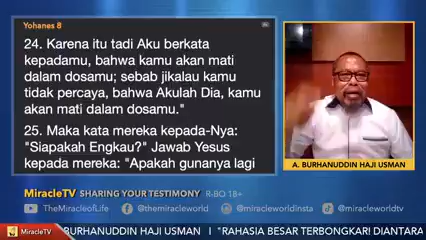 Yohanes 8
24. Karena itu tadi Aku berkata
kepadamu, bahwa kamu akan mati
dalam dosamu; sebab jikalau kamu
tidak percaya, bahwa Akulah Dia, kamu
akan mati dalam dosamu."
25. Maka kata mereka kepada-Nya:
"Siapakah Engkau?" Jawab Yesus
kepada mereka: "Apakah gunanya lagi
A. BURHANUDDIN HAJI USMAN
MiracleTV SHARING YOUR TESTIMONY R/BO 18+
TheMiracleofLife @themiracleworld @miracleworldinsta @miracleworldtv
MiracleTV BURHANUDDIN HAJI USMAN | "RAHASIA BESAR TERBONGKAR! DIANTARA